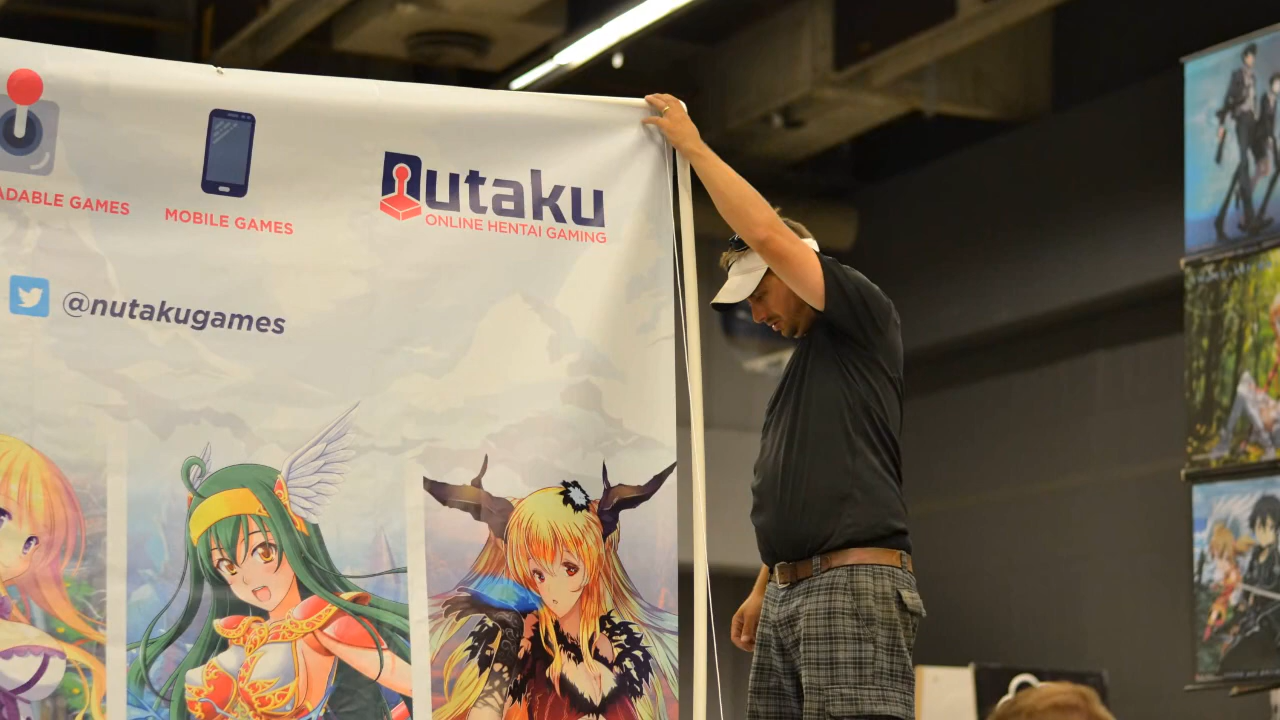 ADABLE GAMES
MOBILE GAMES
Nutaku
ONLINE HENTAI GAMING
@nutakugames